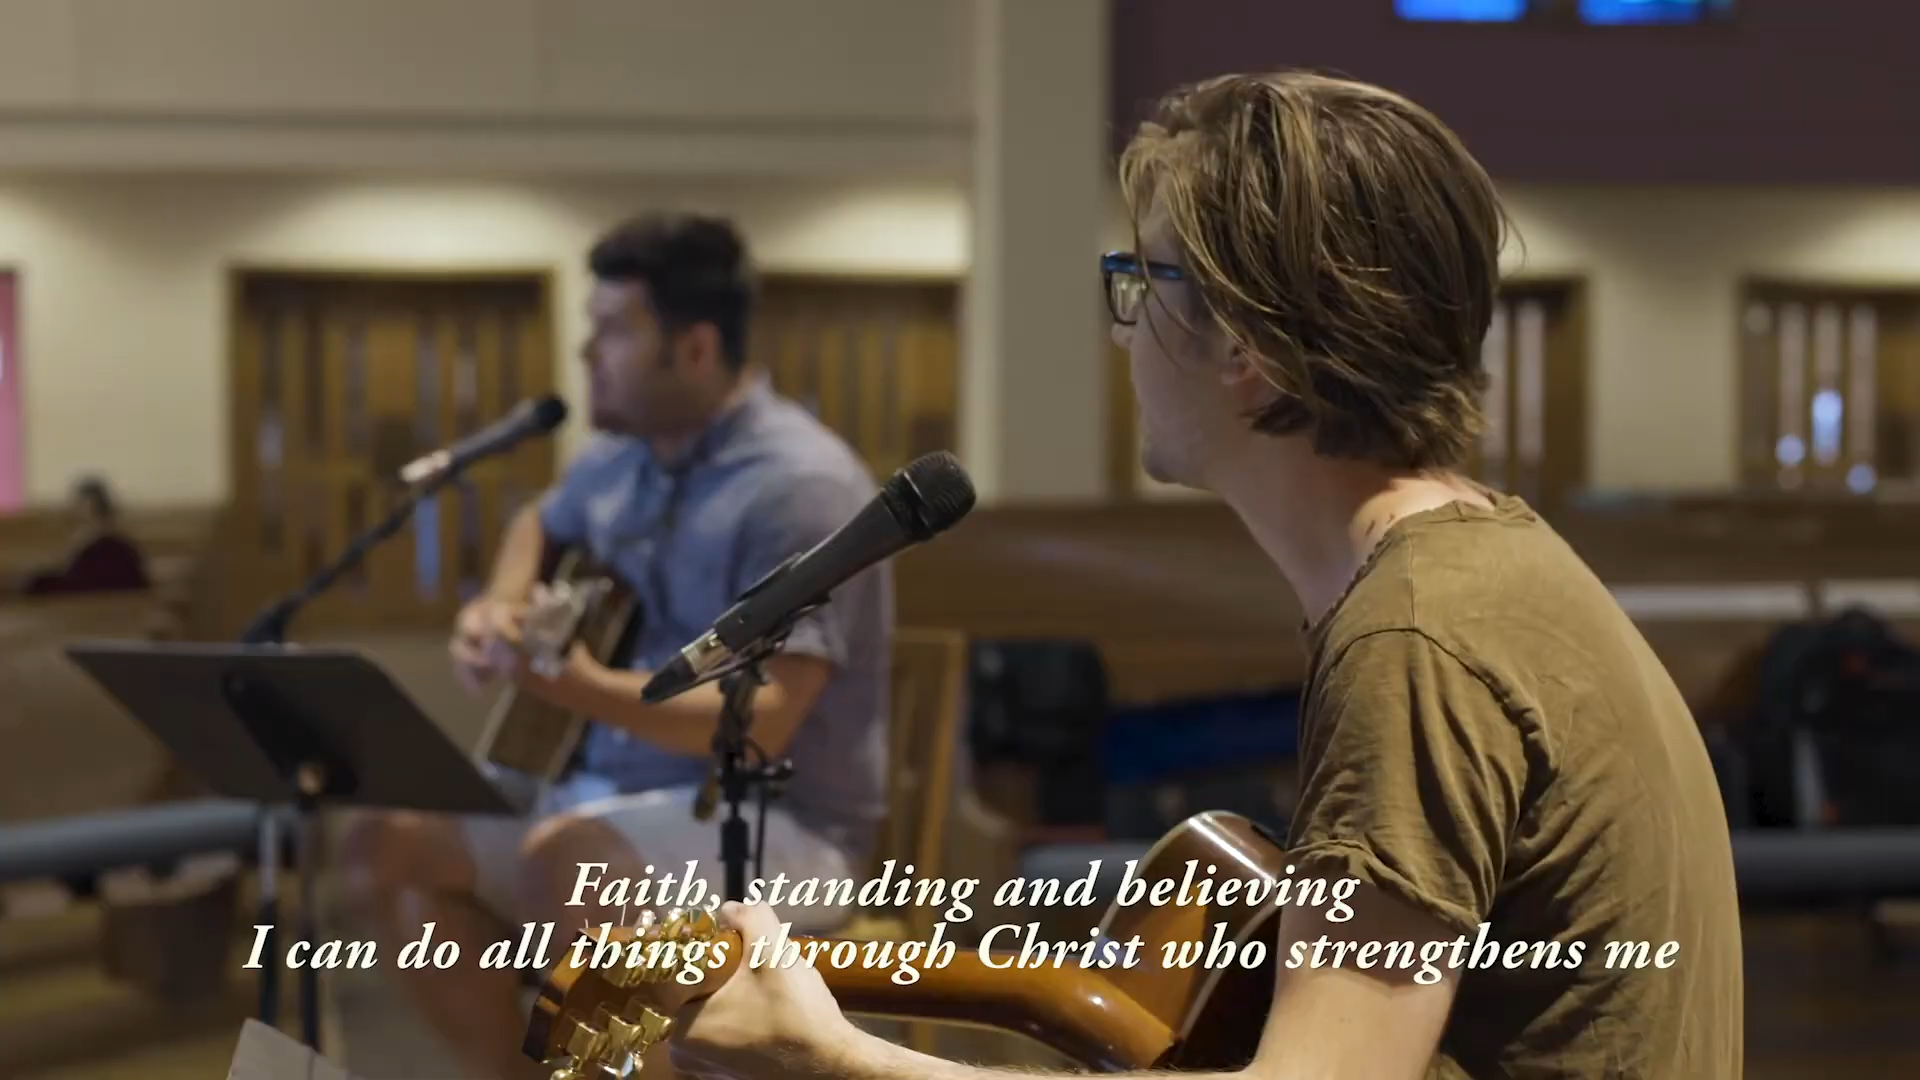 Faith, standing and believing
I can do all things through Christ who strengthens me